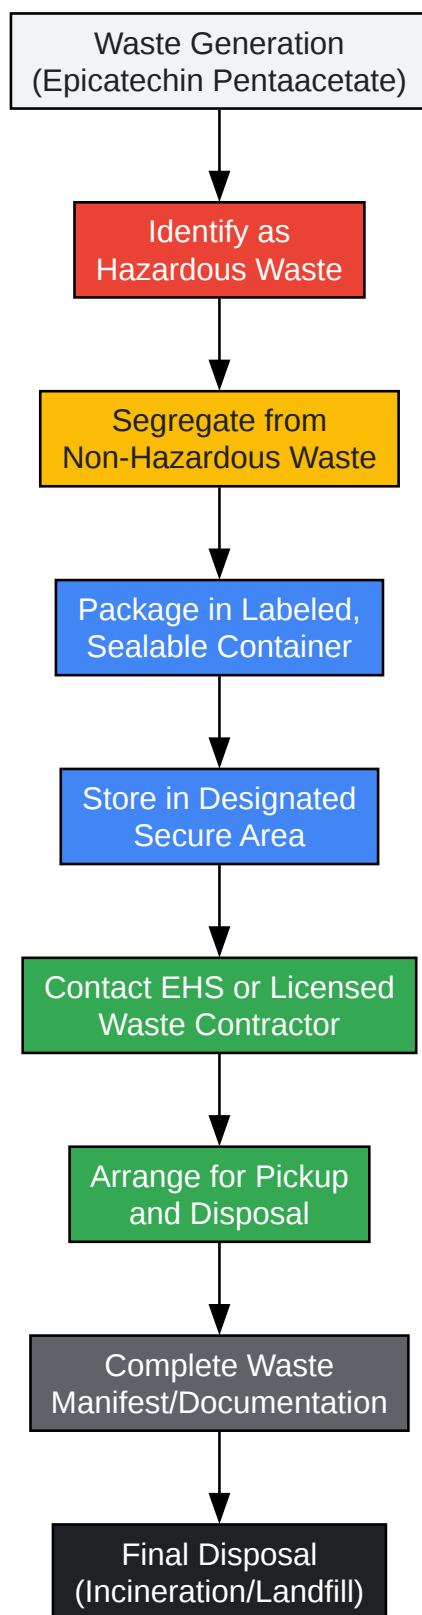 Waste Generation
(Epicatechin Pentaacetate)
Identify as
Hazardous Waste
Segregate from
Non-Hazardous Waste
Package in Labeled,
Sealable Container
Store in Designated
Secure Area
Contact EHS or Licensed
Waste Contractor
Arrange for Pickup
and Disposal
Complete Waste
Manifest/Documentation
Final Disposal
(Incineration/Landfill)